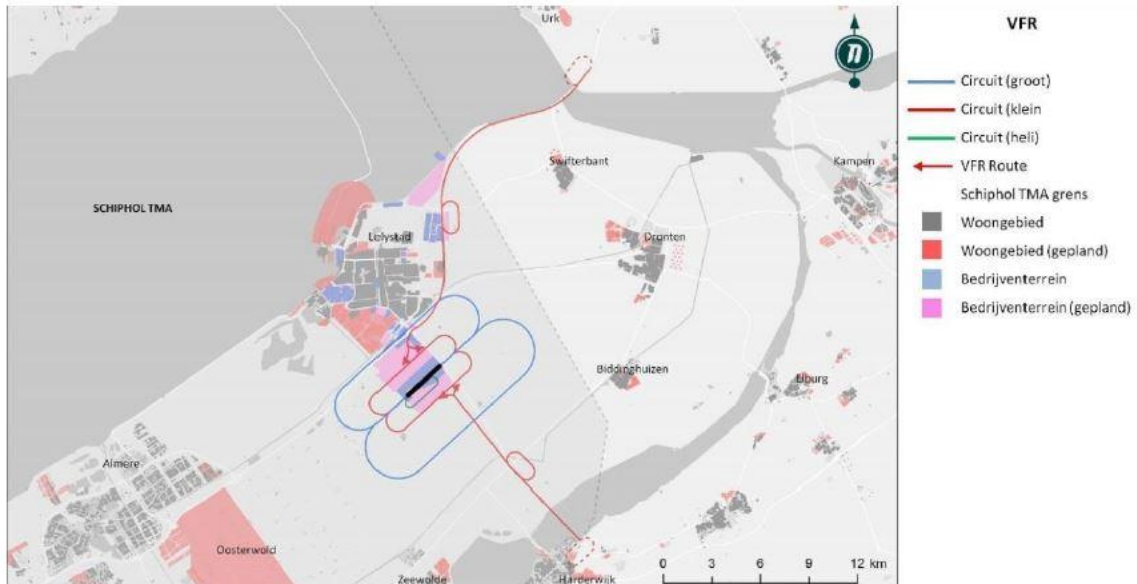 Urk
SCHIPHOL TMA
Swifterbant
Kampen
Lelystad
Dronten
Biddinghuizen
Elburg
Almere
Oosterwold
Zeewolde
Harderwijk
0 3 6 9 12 km
VFR
Circuit (groot)
Circuit (klein
Circuit (heli)
VFR Route
Schiphol TMA grens
Woongebied
Woongebied (gepland)
Bedrijventerrein
Bedrijventerrein (gepland)